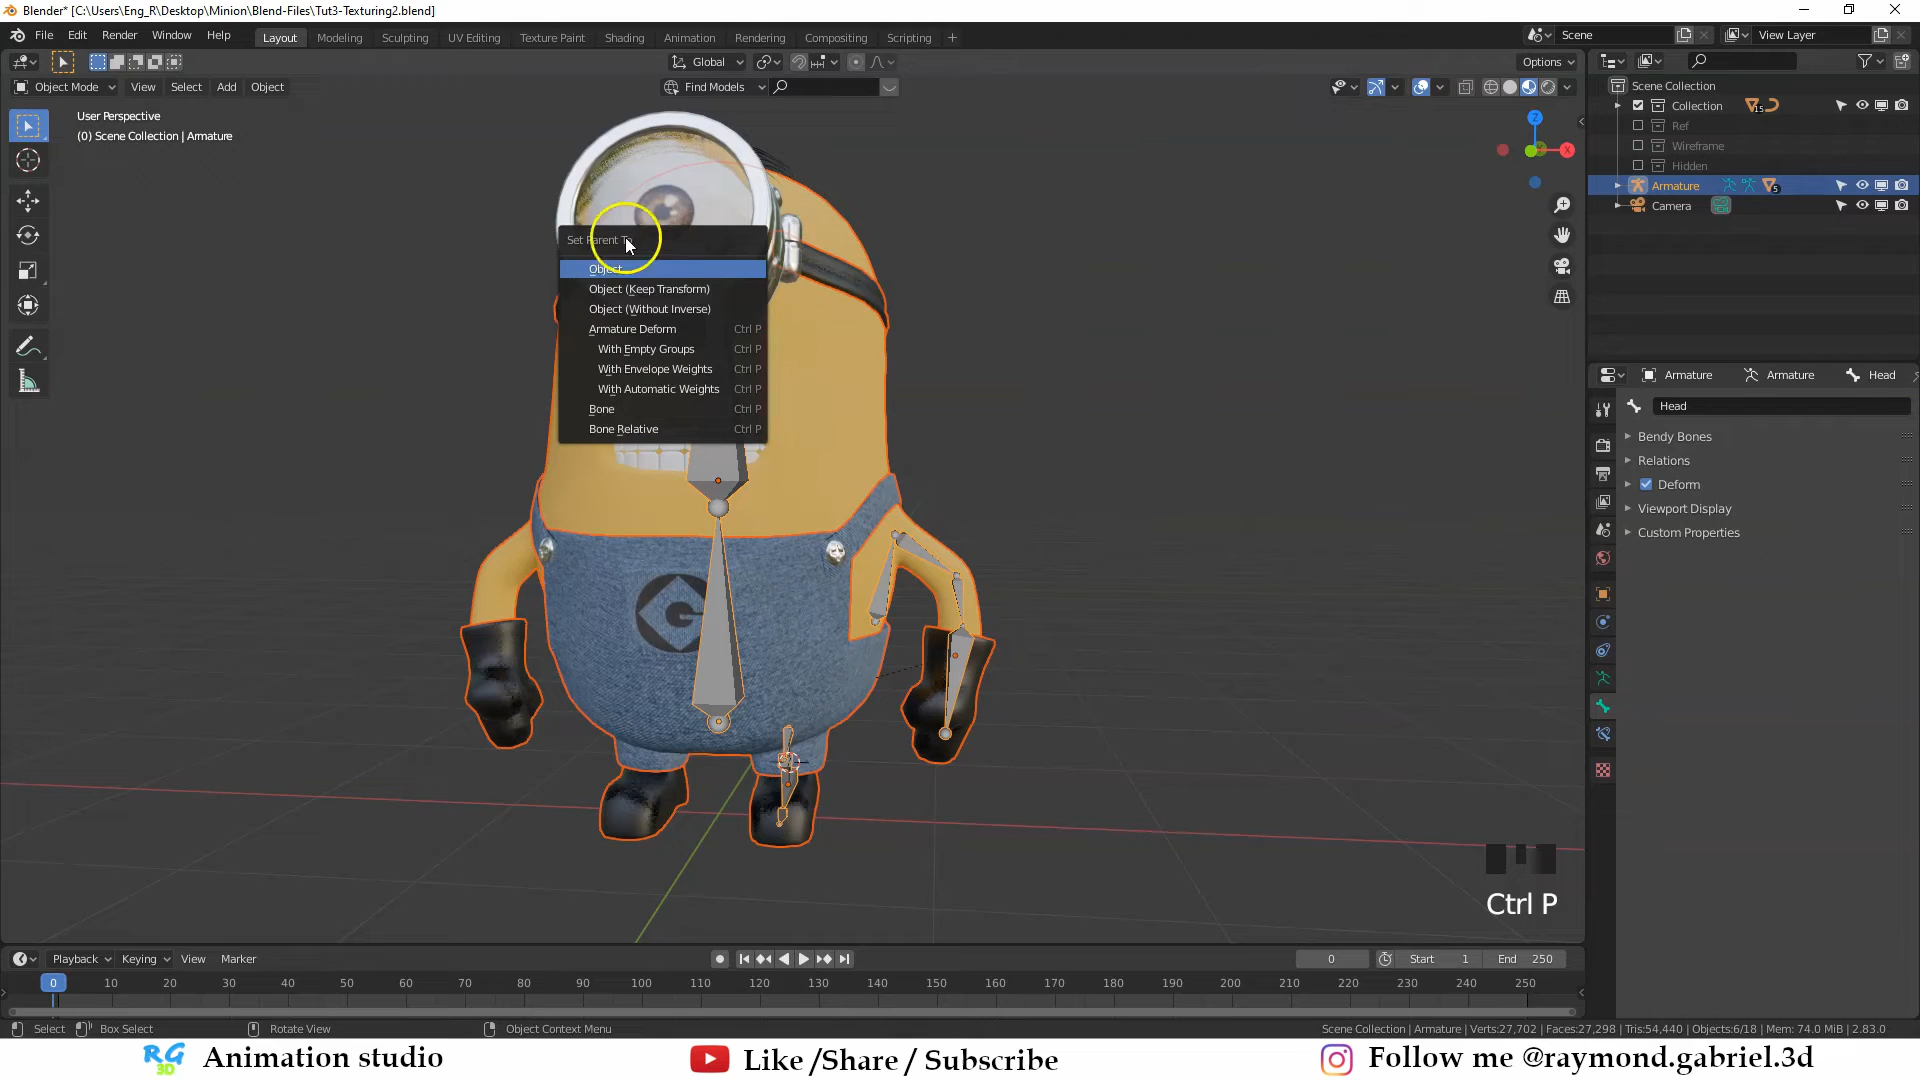 Blender* [C:\Users\Eng_R\Desktop\Minion\Blend-Files\Tut3-Texturing2.blend]
File Edit Render Window Help Layout Modeling Sculpting UV Editing Texture Paint Shading Animation Rendering Compositing Scripting + Scene View Layer
Global Options
Object Mode View Select Add Object Find Models
User Perspective
(0) Scene Collection | Armature
Z
X
Scene Collection
Collection 15
Ref
Wireframe
Hidden
Armature 5
Camera
Set Parent To
Object
Object (Keep Transform)
Object (Without Inverse)
Armature Deform Ctrl P
With Empty Groups Ctrl P
With Envelope Weights Ctrl P
With Automatic Weights Ctrl P
Bone Ctrl P
Bone Relative Ctrl P
Armature Armature Head
Head
Bendy Bones
Relations
Deform
Viewport Display
Custom Properties
Ctrl P
Playback Keying View Marker 0 Start 1 End 250
0 10 20 30 40 50 60 70 80 90 100 110 120 130 140 150 160 170 180 190 200 210 220 230 240 250
Select Box Select Rotate View Object Context Menu Scene Collection | Armature | Verts:27,702 | Faces:27,298 | Tris:54,440 | Objects:6/18 | Mem: 74.0 MiB | 2.83.0
RG 3D Animation studio Like /Share / Subscribe Follow me @raymond.gabriel.3d